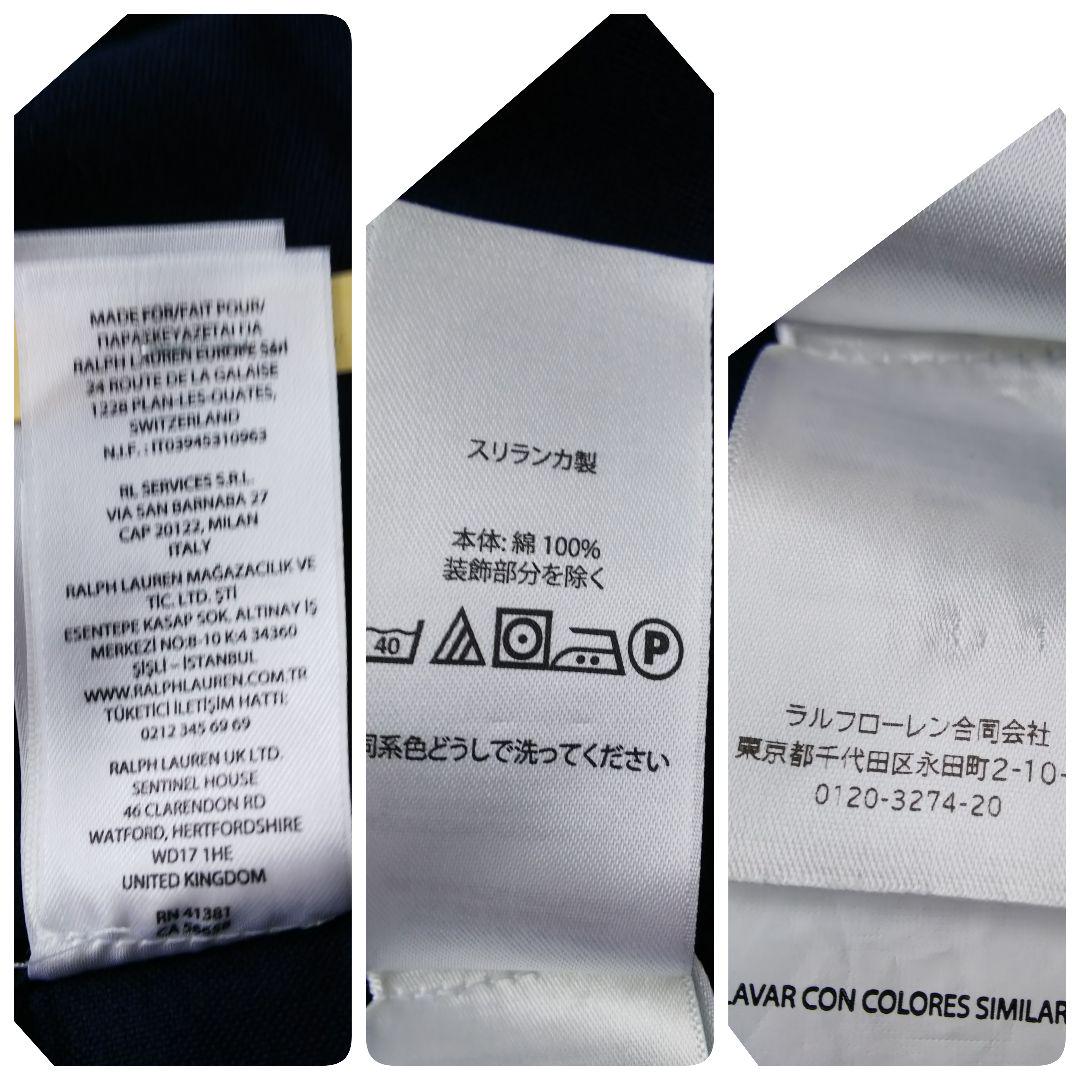 MADE FOR/FAIT POUR/
ΠΑΡΑΣΚΕΥΑΖΕΤΑΙ ΓΙΑ
RALPH LAUREN EUROPE Sàrl
24 ROUTE DE LA GALAISE
1228 PLAN-LES-OUATES,
SWITZERLAND
N.I.F. : IT03945310963
RL SERVICES S.R.L.
VIA SAN BARNABA 27
CAP 20122, MILAN
ITALY
RALPH LAUREN MAĞAZACILIK VE
TİC. LTD. ŞTİ
ESENTEPE KASAP SOK. ALTINAY İŞ
MERKEZİ NO:8-10 K:4 34360
ŞİŞLİ – İSTANBUL
WWW.RALPHLAUREN.COM.TR
TÜKETİCİ İLETİŞİM HATTI:
0212 345 69 69
RALPH LAUREN UK LTD.
SENTINEL HOUSE
46 CLARENDON RD
WATFORD, HERTFORDSHIRE
WD17 1HE
UNITED KINGDOM
RN 41381
CA
スリランカ製
本体: 綿 100%
装飾部分を除く
40 P
同系色どうしで洗ってください
ラルフローレン合同会社
東京都千代田区永田町2-10-
0120-3274-20
LAVAR CON COLORES SIMILAR